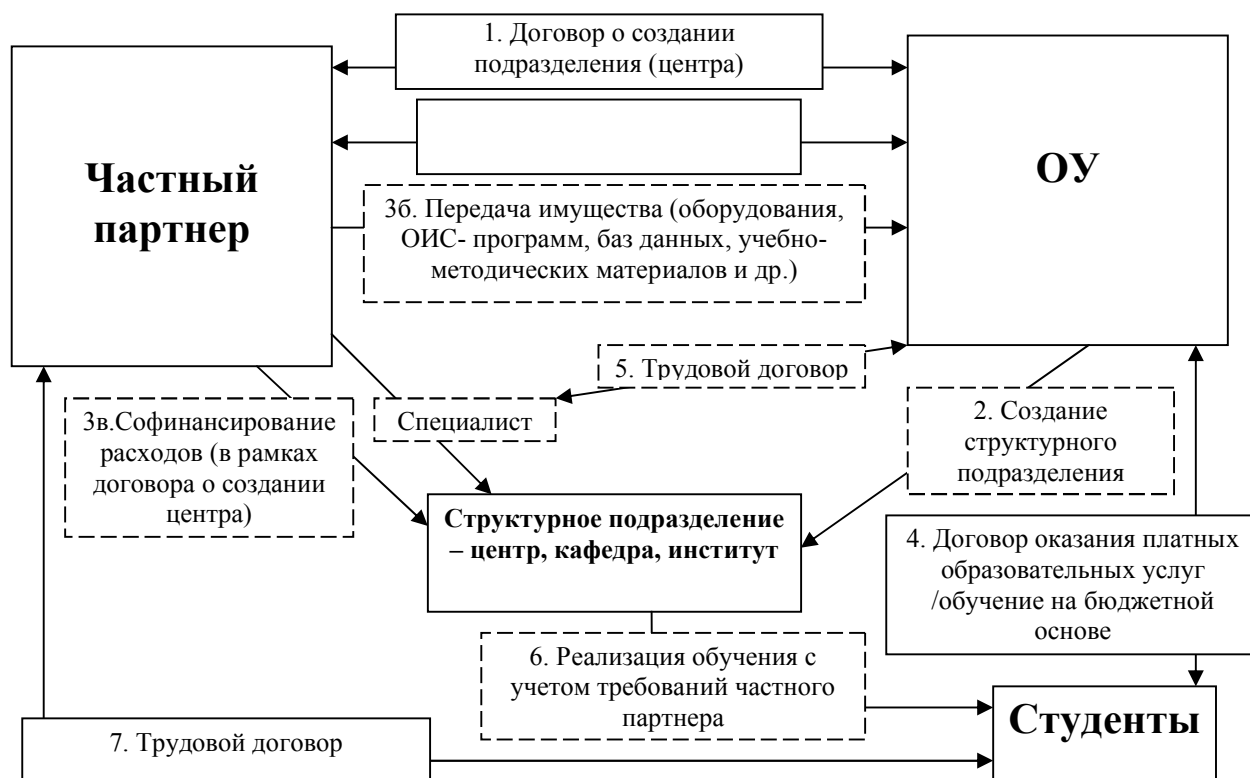 1. Договор о создании
подразделения (центра)
Частный
партнер
ОУ
3б. Передача имущества (оборудования,
ОИС- программ, баз данных, учебно-
методических материалов и др.)
5. Трудовой договор
Специалист
3в.Софинансирование
расходов (в рамках
договора о создании
центра)
2. Создание
структурного
подразделения
Структурное подразделение
– центр, кафедра, институт
4. Договор оказания платных
образовательных услуг
/обучение на бюджетной
основе
6. Реализация обучения с
учетом требований частного
партнера
Студенты
7. Трудовой договор